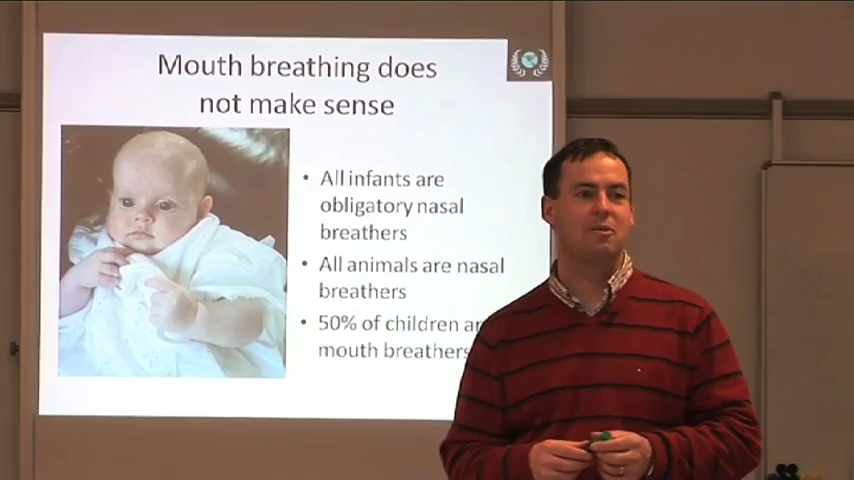 Mouth breathing does
not make sense
• All infants are
obligatory nasal
breathers
• All animals are nasal
breathers
• 50% of children ar
mouth breathers